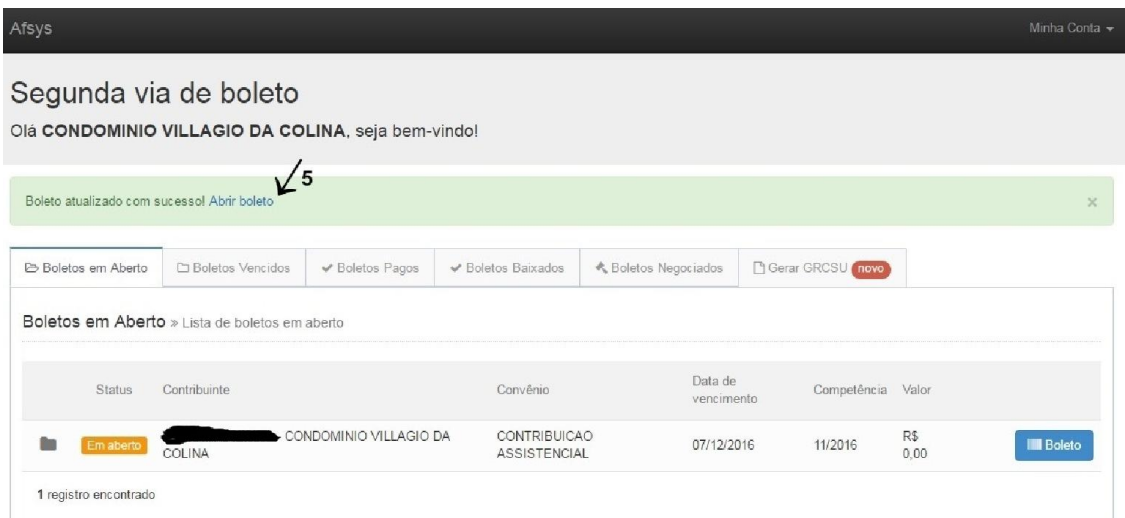 Afsys Minha Conta
Segunda via de boleto
Olá CONDOMINIO VILLAGIO DA COLINA, seja bem-vindo!
5
Boleto atualizado com sucesso! Abrir boleto ×
Boletos em Aberto Boletos Vencidos Boletos Pagos Boletos Baixados Boletos Negociados Gerar GRCSU novo
Boletos em Aberto » Lista de boletos em aberto
Status Contribuinte Convênio Data de vencimento Competência Valor
Em aberto - CONDOMINIO VILLAGIO DA COLINA CONTRIBUICAO ASSISTENCIAL 07/12/2016 11/2016 R$ 0,00 Boleto
1 registro encontrado